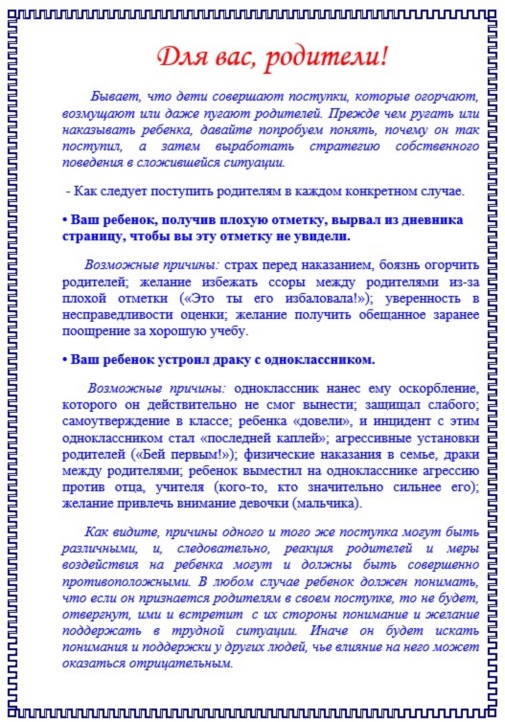 Для вас, родители!
Бывает, что дети совершают поступки, которые огорчают,
возмущают или даже пугают родителей. Прежде чем ругать или
наказывать ребенка, давайте попробуем понять, почему он так
поступил, а затем выработать стратегию собственного
поведения в сложившейся ситуации.
- Как следует поступить родителям в каждом конкретном случае.
• Ваш ребенок, получив плохую отметку, вырвал из дневника
страницу, чтобы вы эту отметку не увидели.
Возможные причины: страх перед наказанием, боязнь огорчить
родителей; желание избежать ссоры между родителями из-за
плохой отметки («Это ты его избаловала!»); уверенность в
несправедливости оценки; желание получить обещанное заранее
поощрение за хорошую учебу.
• Ваш ребенок устроил драку с одноклассником.
Возможные причины: одноклассник нанес ему оскорбление,
которого он действительно не смог вынести; защищал слабого;
самоутверждение в классе; ребенка «довели», и инцидент с этим
одноклассником стал «последней каплей»; агрессивные установки
родителей («Бей первым!»); физические наказания в семье, драки
между родителями; ребенок выместил на однокласснике агрессию
против отца, учителя (кого-то, кто значительно сильнее его);
желание привлечь внимание девочки (мальчика).
Как видите, причины одного и того же поступка могут быть
различными, и, следовательно, реакция родителей и меры
воздействия на ребенка могут и должны быть совершенно
противоположными. В любом случае ребенок должен понимать,
что если он признается родителям в своем поступке, то не будет,
отвергнут, ими и встретит с их стороны понимание и желание
поддержать в трудной ситуации. Иначе он будет искать
понимания и поддержки у других людей, чье влияние на него может
оказаться отрицательным.